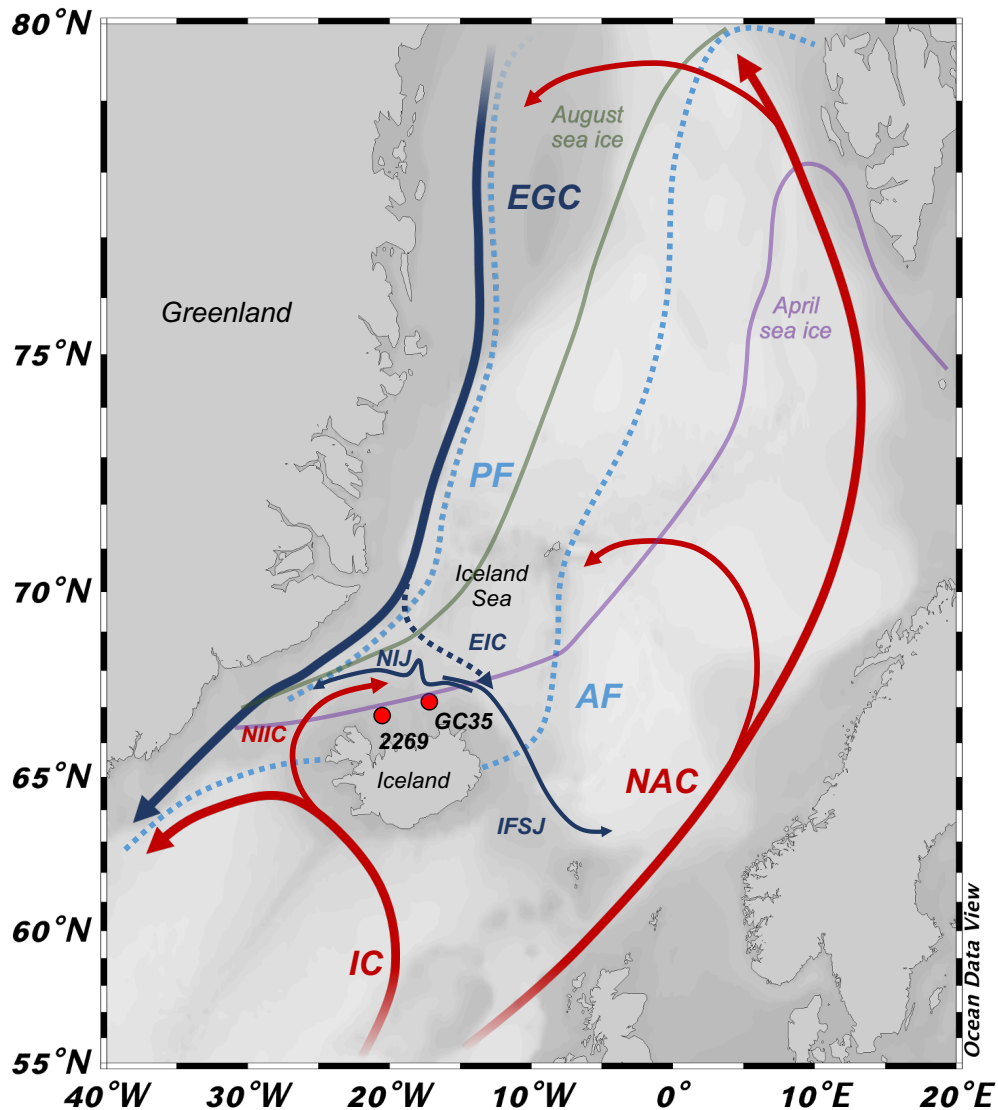 80°N
August
sea ice
EGC
Greenland
April
sea ice
75°N
PF
Iceland
Sea
70°N
EIC
NIJ
AF
GC35
NIIC
2269
65°N
Iceland
NAC
IFSJ
60°N
IC
Ocean Data View
55°N
40°W
30°W
20°W
10°W
0°
10°E
20°E